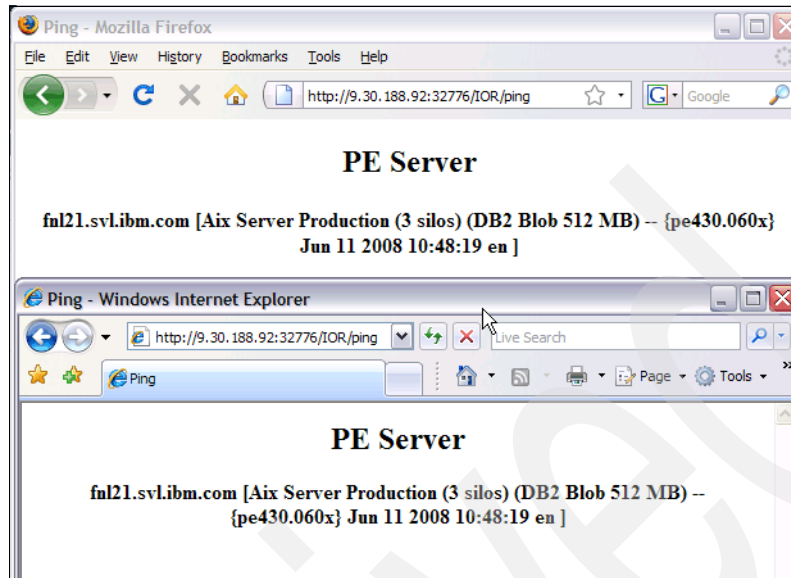 Ping - Mozilla Firefox
File Edit View History Bookmarks Tools Help
http://9.30.188.92:32776/IOR/ping G Google
PE Server
fnl21.svl.ibm.com [Aix Server Production (3 silos) (DB2 Blob 512 MB) -- {pe430.060x}
Jun 11 2008 10:48:19 en ]
Ping - Windows Internet Explorer
http://9.30.188.92:32776/IOR/ping Live Search
Ping Page Tools »
PE Server
fnl21.svl.ibm.com [Aix Server Production (3 silos) (DB2 Blob 512 MB) --
{pe430.060x} Jun 11 2008 10:48:19 en ]